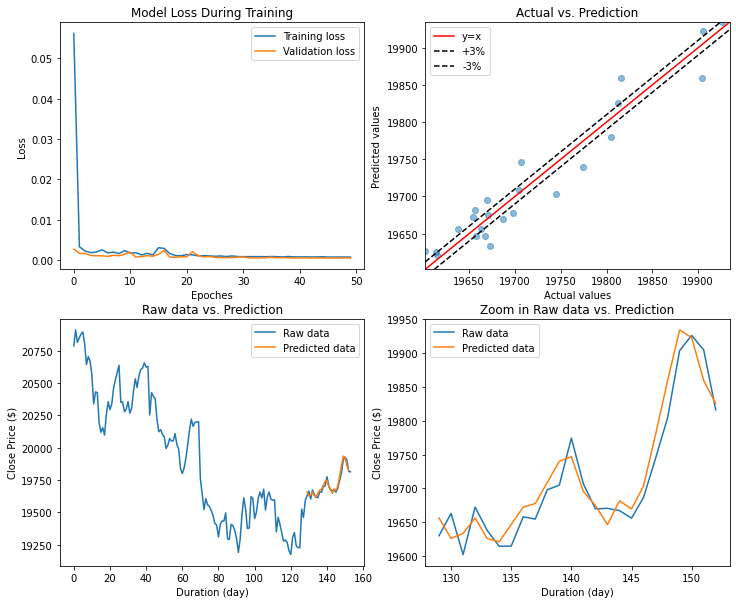 Model Loss During Training
Training loss
Validation loss
0.05
0.04
0.03
0.02
0.01
0.00
Loss
0 10 20 30 40 50
Epoches
Actual vs. Prediction
y=x
+3%
-3%
19900
19850
19800
19750
19700
19650
Predicted values
19650 19700 19750 19800 19850 19900
Actual values
Raw data vs. Prediction
Raw data
Predicted data
20750
20500
20250
20000
19750
19500
19250
Close Price ($)
0 20 40 60 80 100 120 140 160
Duration (day)
Zoom in Raw data vs. Prediction
Raw data
Predicted data
19950
19900
19850
19800
19750
19700
19650
19600
Close Price ($)
130 135 140 145 150
Duration (day)